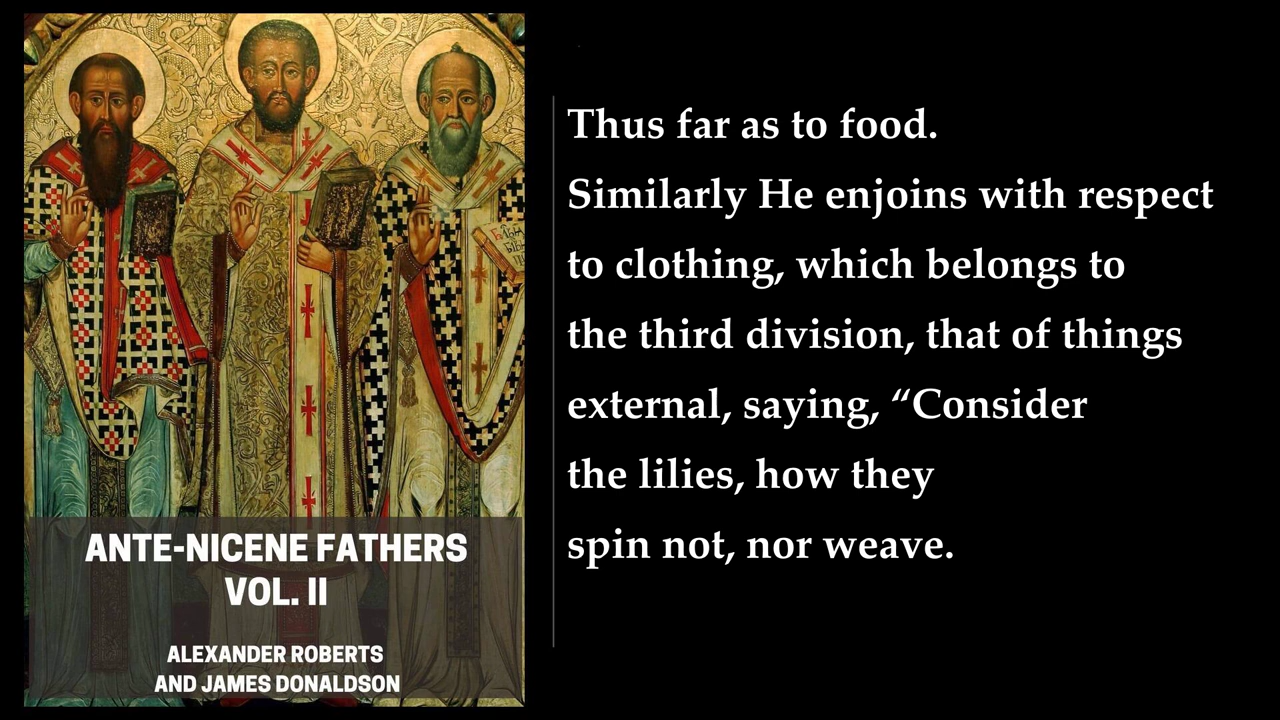 ANTE-NICENE FATHERS
VOL. II
ALEXANDER ROBERTS
AND JAMES DONALDSON
Thus far as to food.
Similarly He enjoins with respect
to clothing, which belongs to
the third division, that of things
external, saying, “Consider
the lilies, how they
spin not, nor weave.